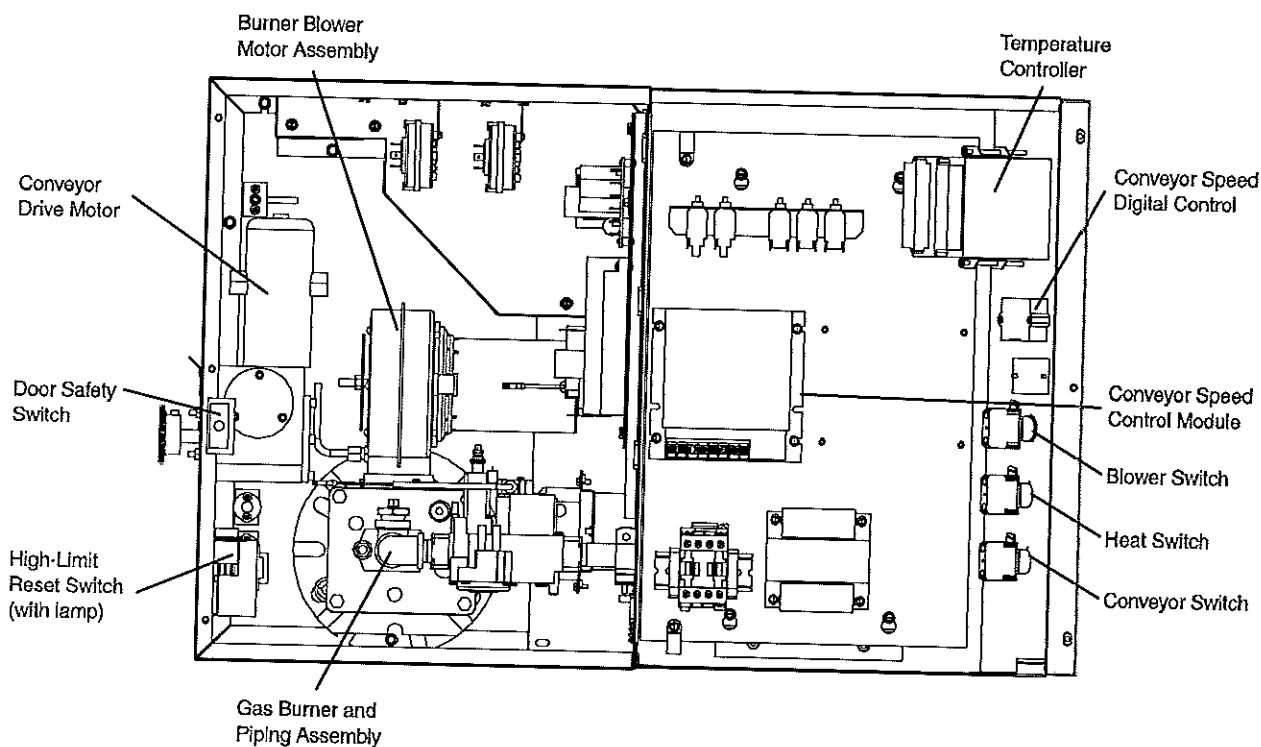 Burner Blower
Motor Assembly
Temperature
Controller
Conveyor
Drive Motor
Conveyor Speed
Digital Control
Door Safety
Switch
Conveyor Speed
Control Module
Blower Switch
Heat Switch
High-Limit
Reset Switch
(with lamp)
Conveyor Switch
Gas Burner and
Piping Assembly